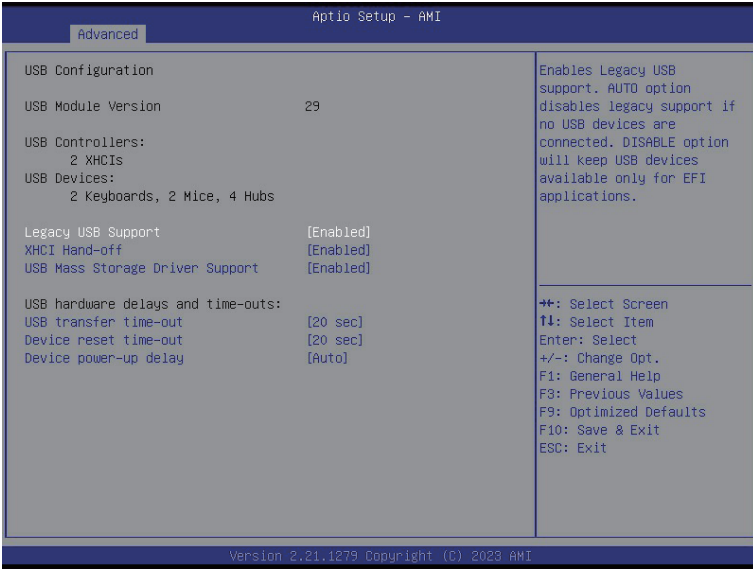 Aptio Setup – AMI
Advanced
USB Configuration
USB Module Version 29
USB Controllers:
2 XHCIs
USB Devices:
2 Keyboards, 2 Mice, 4 Hubs
Legacy USB Support [Enabled]
XHCI Hand-off [Enabled]
USB Mass Storage Driver Support [Enabled]
USB hardware delays and time-outs:
USB transfer time-out [20 sec]
Device reset time-out [20 sec]
Device power-up delay [Auto]
Enables Legacy USB
support. AUTO option
disables legacy support if
no USB devices are
connected. DISABLE option
will keep USB devices
available only for EFI
applications.
→←: Select Screen
↑↓: Select Item
Enter: Select
+/-: Change Opt.
F1: General Help
F3: Previous Values
F9: Optimized Defaults
F10: Save & Exit
ESC: Exit
Version 2.21.1279 Copyright (C) 2023 AMI